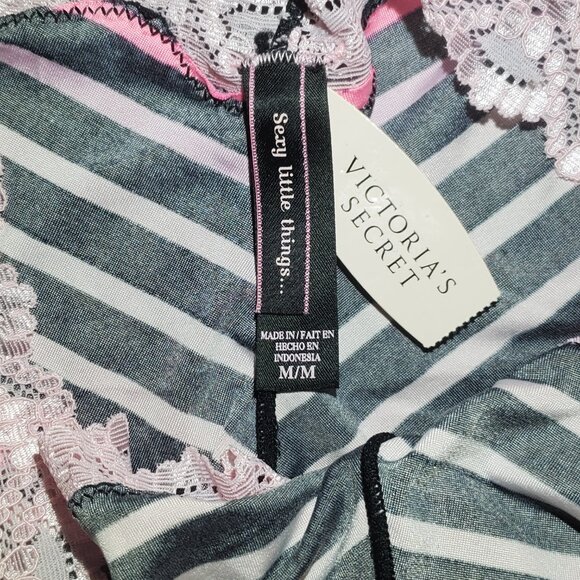 Sexy little things...
VICTORIA'S
SECRET
MADE IN / FAIT EN
HECHO EN
INDONESIA
M/M